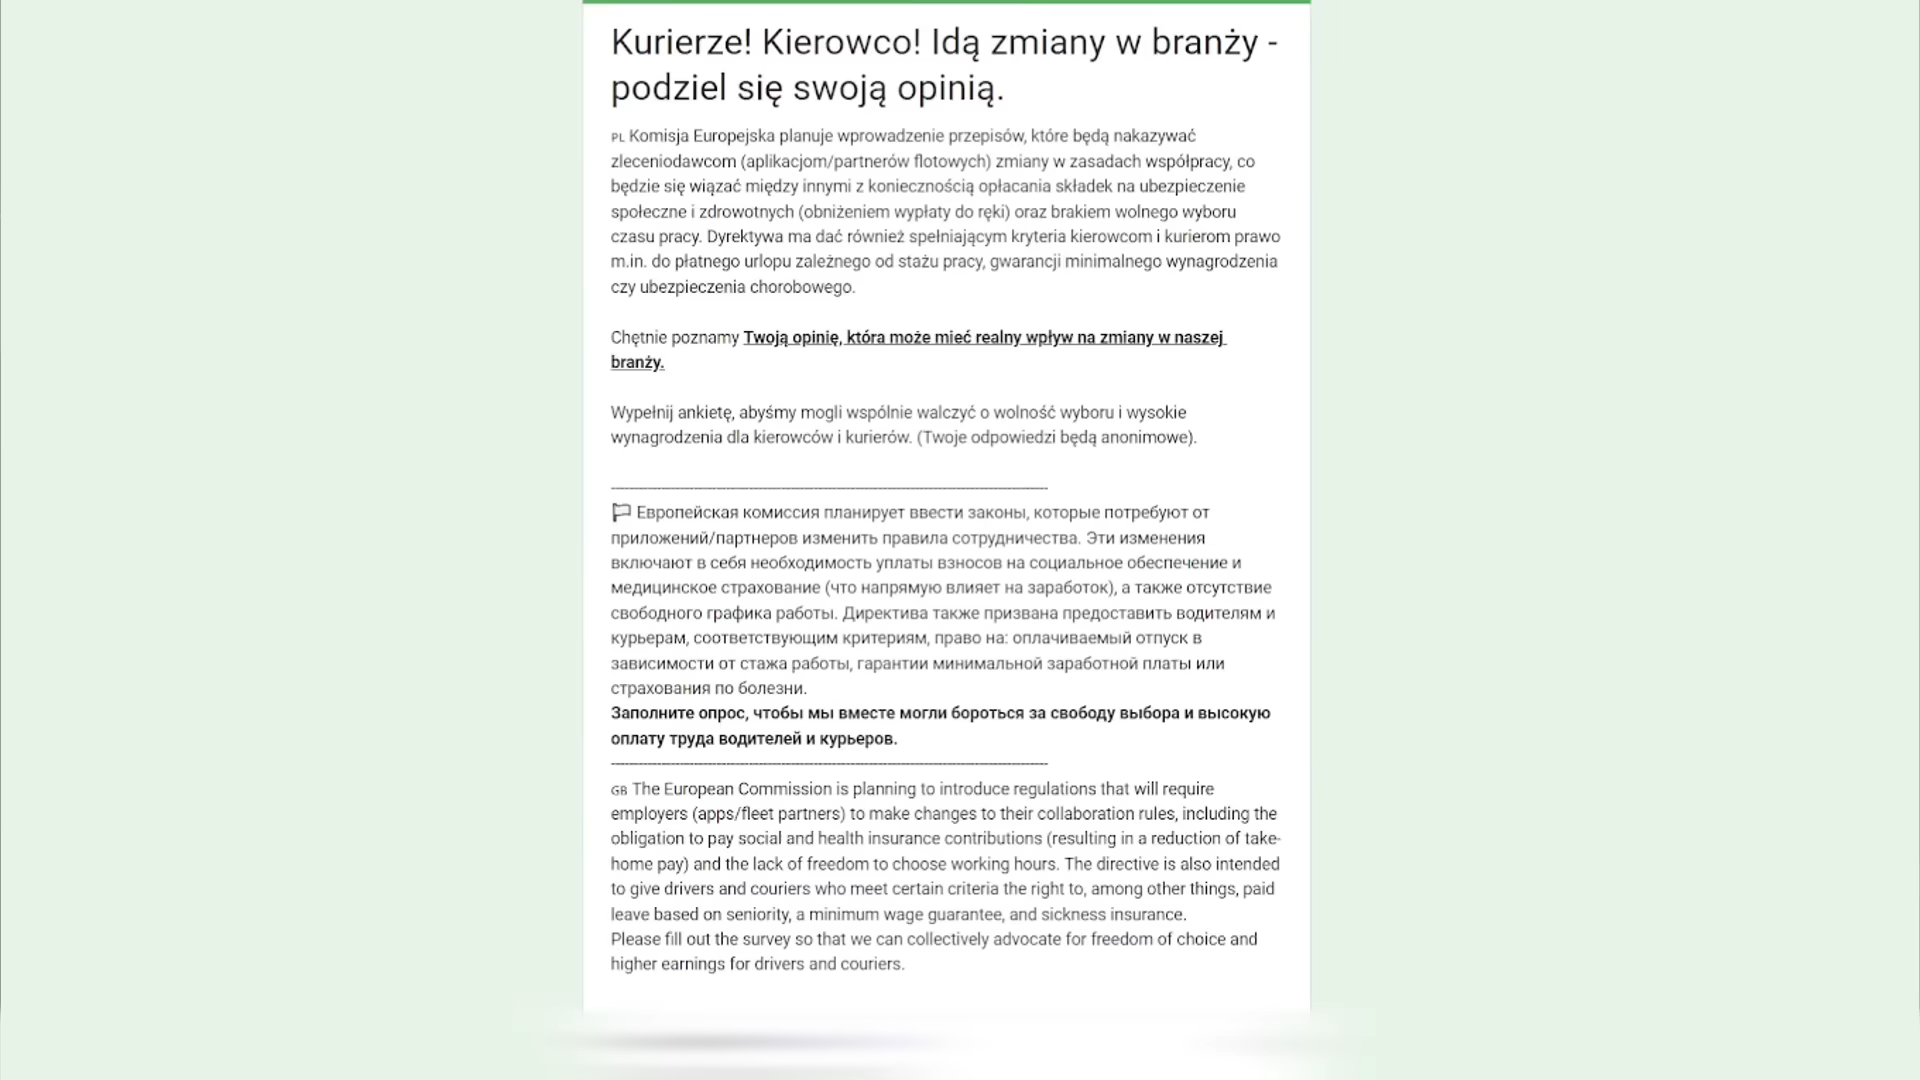 Kurierze! Kierowco! Idą zmiany w branży -
podziel się swoją opinią.
PL Komisja Europejska planuje wprowadzenie przepisów, które będą nakazywać
zleceniodawcom (aplikacjom/partnerów flotowych) zmiany w zasadach współpracy, co
będzie się wiązać między innymi z koniecznością opłacania składek na ubezpieczenie
społeczne i zdrowotnych (obniżeniem wypłaty do ręki) oraz brakiem wolnego wyboru
czasu pracy. Dyrektywa ma dać również spełniającym kryteria kierowcom i kurierom prawo
m.in. do płatnego urlopu zależnego od stażu pracy, gwarancji minimalnego wynagrodzenia
czy ubezpieczenia chorobowego.
Chętnie poznamy Twoją opinię, która może mieć realny wpływ na zmiany w naszej
branży.
Wypełnij ankietę, abyśmy mogli wspólnie walczyć o wolność wyboru i wysokie
wynagrodzenia dla kierowców i kurierów. (Twoje odpowiedzi będą anonimowe).
Европейская комиссия планирует ввести законы, которые потребуют от
приложений/партнеров изменить правила сотрудничества. Эти изменения
включают в себя необходимость уплаты взносов на социальное обеспечение и
медицинское страхование (что напрямую влияет на заработок), а также отсутствие
свободного графика работы. Директива также призвана предоставить водителям и
курьерам, соответствующим критериям, право на: оплачиваемый отпуск в
зависимости от стажа работы, гарантии минимальной заработной платы или
страхования по болезни.
Заполните опрос, чтобы мы вместе могли бороться за свободу выбора и высокую
оплату труда водителей и курьеров.
GB The European Commission is planning to introduce regulations that will require
employers (apps/fleet partners) to make changes to their collaboration rules, including the
obligation to pay social and health insurance contributions (resulting in a reduction of take-
home pay) and the lack of freedom to choose working hours. The directive is also intended
to give drivers and couriers who meet certain criteria the right to, among other things, paid
leave based on seniority, a minimum wage guarantee, and sickness insurance.
Please fill out the survey so that we can collectively advocate for freedom of choice and
higher earnings for drivers and couriers.